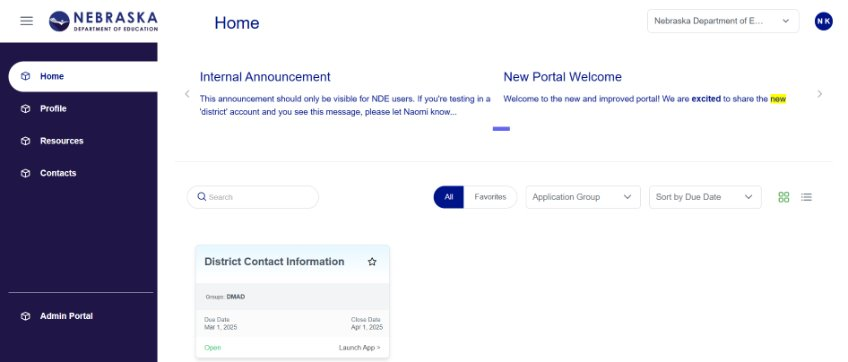 NEBRASKA
DEPARTMENT OF EDUCATION
Home
Nebraska Department of E...
N K
Home
Profile
Resources
Contacts
Admin Portal
Internal Announcement
This announcement should only be visible for NDE users. If you're testing in a
'district' account and you see this message, please let Naomi know...
New Portal Welcome
Welcome to the new and improved portal! We are excited to share the new
Search
All
Favorites
Application Group
Sort by Due Date
District Contact Information
Group: DMAD
Due Date
Mar 1, 2025
Close Date
Apr 1, 2025
Open
Launch App >